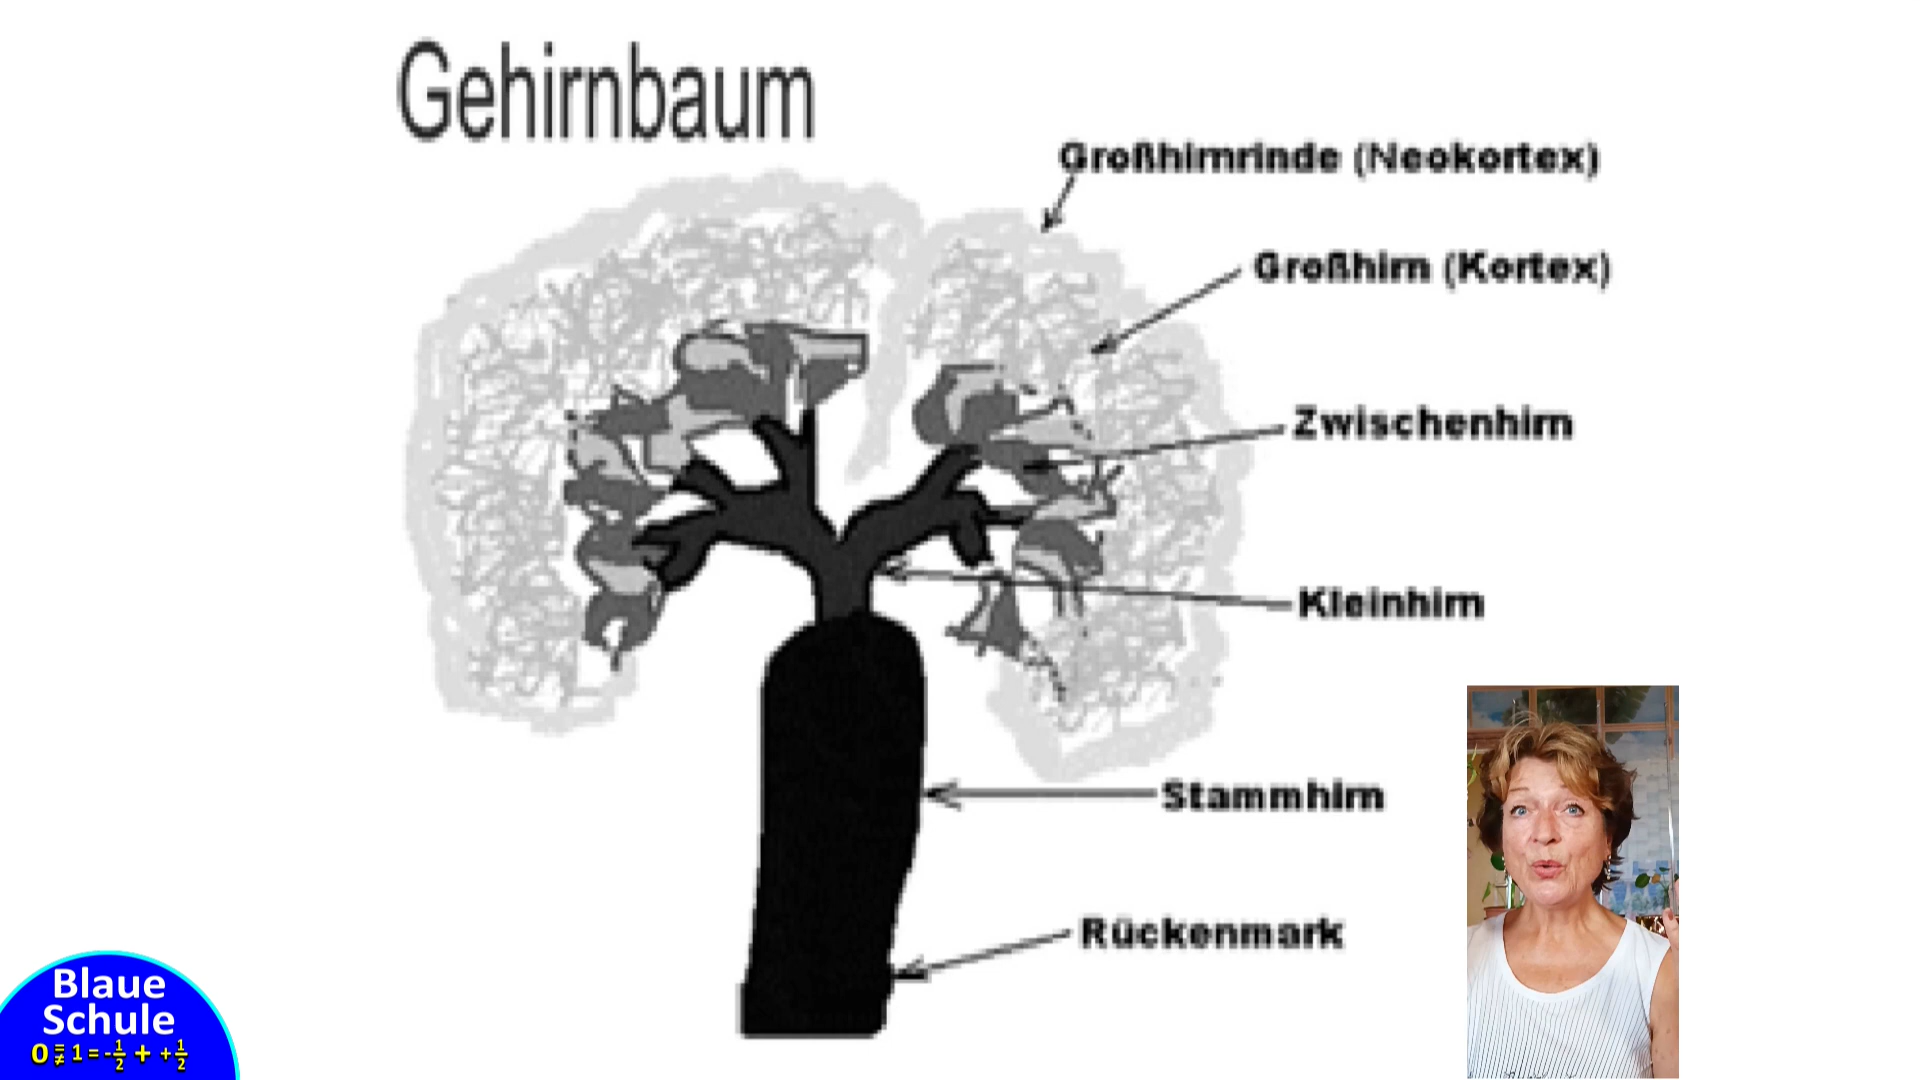 Gehirnbaum
Großhirnrinde (Neokortex)
Großhirn (Kortex)
Zwischenhirn
Kleinhirn
Stammhirn
Rückenmark
Blaue
Schule